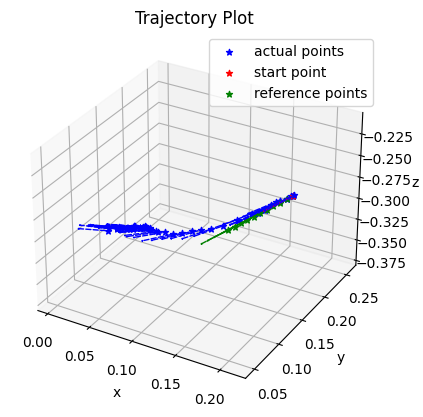 Trajectory Plot
actual points
start point
reference points
−0.225
−0.250
−0.275
z
−0.300
−0.325
−0.350
−0.375
0.00
0.05
0.10
0.15
0.20
x
0.05
0.10
0.15
0.20
0.25
y